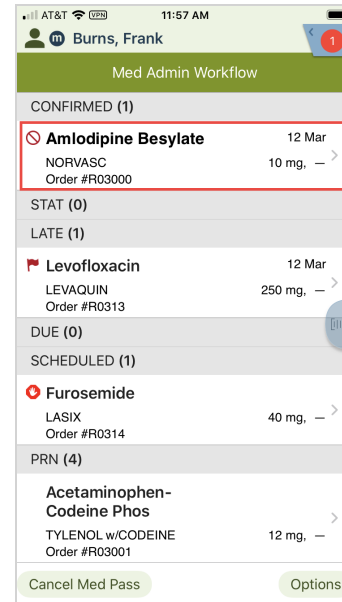 AT&T VPN 11:57 AM
m Burns, Frank 1
Med Admin Workflow
CONFIRMED (1)
Amlodipine Besylate 12 Mar
NORVASC 10 mg, —
Order #R03000
STAT (0)
LATE (1)
Levofloxacin 12 Mar
LEVAQUIN 250 mg, —
Order #R0313
DUE (0)
SCHEDULED (1)
Furosemide
LASIX 40 mg, —
Order #R0314
PRN (4)
Acetaminophen-
Codeine Phos
TYLENOL w/CODEINE 12 mg, —
Order #R03001
Cancel Med Pass Options